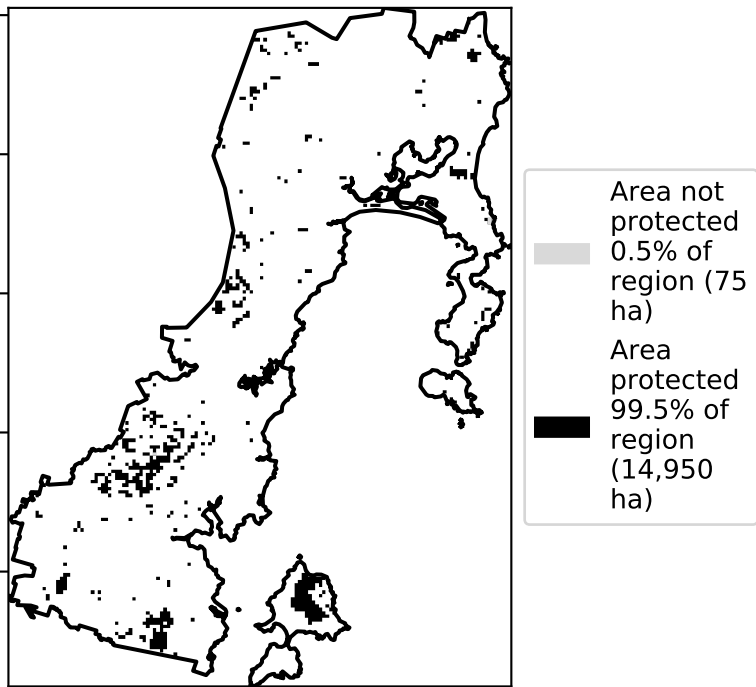 Area not
protected
0.5% of
region (75
ha)
Area
protected
99.5% of
region
(14,950
ha)